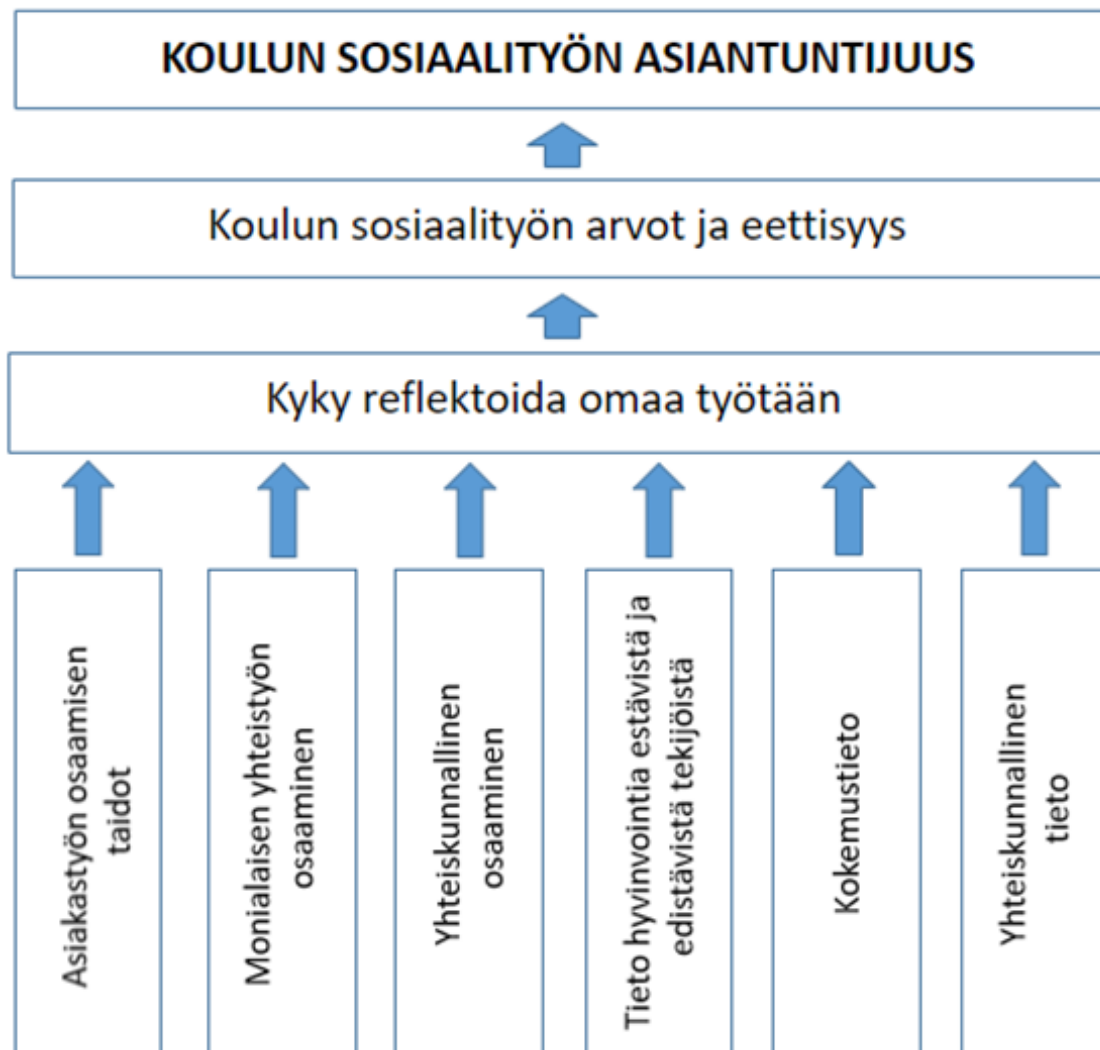 KOULUN SOSIAALITYÖN ASIANTUNTIJUUS
Koulun sosiaalityön arvot ja eettisyys
Kyky reflektoida omaa työtään
Asiakastyön osaamisen
taidot
Monialaisen yhteistyön
osaaminen
Yhteiskunnallinen
osaaminen
Tieto hyvinvointia estävistä ja
edistävistä tekijöistä
Kokemustieto
Yhteiskunnallinen
tieto